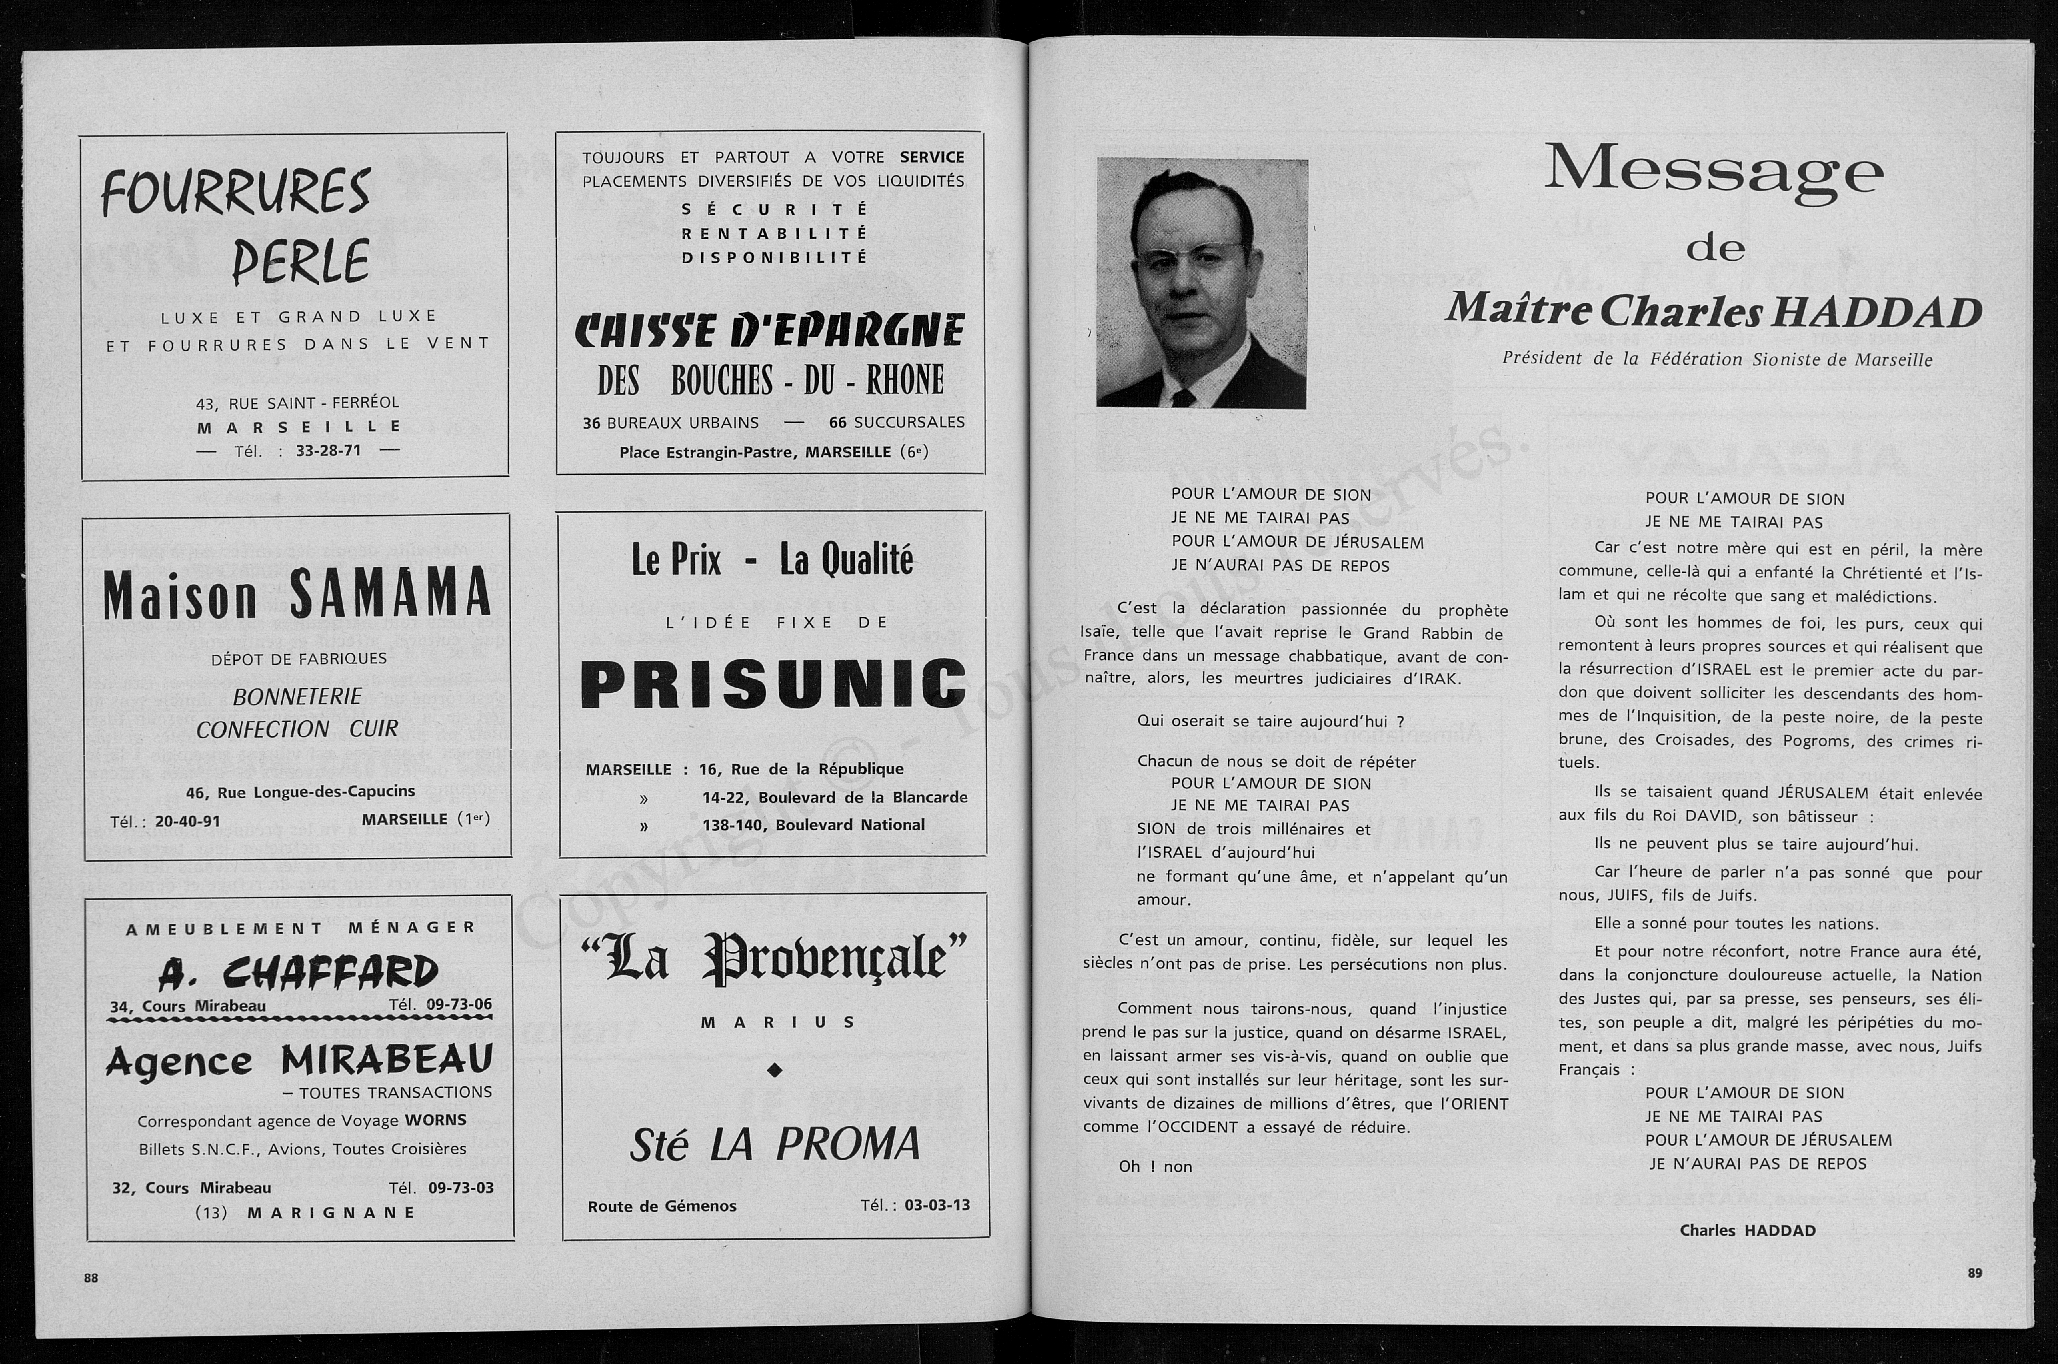 FOURRURES
PERLE
LUXE ET GRAND LUXE
ET FOURRURES DANS LE VENT
43, RUE SAINT - FERRÉOL
MARSEILLE
— Tél. : 33-28-71 —
TOUJOURS ET PARTOUT A VOTRE SERVICE
PLACEMENTS DIVERSIFIÉS DE VOS LIQUIDITÉS
SÉCURITÉ
RENTABILITÉ
DISPONIBILITÉ
CAISSE D'EPARGNE
DES BOUCHES - DU - RHONE
36 BUREAUX URBAINS — 66 SUCCURSALES
Place Estrangin-Pastre, MARSEILLE (6e)
Maison SAMAMA
DÉPOT DE FABRIQUES
BONNETERIE
CONFECTION CUIR
46, Rue Longue-des-Capucins
Tél. : 20-40-91 MARSEILLE (1er)
Le Prix - La Qualité
L'IDÉE FIXE DE
PRISUNIC
MARSEILLE : 16, Rue de la République
» 14-22, Boulevard de la Blancarde
» 138-140, Boulevard National
AMEUBLEMENT MÉNAGER
A. CHAFFARD
34, Cours Mirabeau Tél. 09-73-06
Agence MIRABEAU
— TOUTES TRANSACTIONS
Correspondant agence de Voyage WORNS
Billets S.N.C.F., Avions, Toutes Croisières
32, Cours Mirabeau Tél. 09-73-03
(13) MARIGNANE
"La Provençale"
MARIUS
◆
Sté LA PROMA
Route de Gémenos Tél. : 03-03-13
88
Message
de
Maître Charles HADDAD
Président de la Fédération Sioniste de Marseille
POUR L'AMOUR DE SION
JE NE ME TAIRAI PAS
POUR L'AMOUR DE JÉRUSALEM
JE N'AURAI PAS DE REPOS
C'est la déclaration passionnée du prophète
Isaïe, telle que l'avait reprise le Grand Rabbin de
France dans un message chabbatique, avant de con-
naître, alors, les meurtres judiciaires d'IRAK.
Qui oserait se taire aujourd'hui ?
Chacun de nous se doit de répéter
POUR L'AMOUR DE SION
JE NE ME TAIRAI PAS
SION de trois millénaires et
l'ISRAEL d'aujourd'hui
ne formant qu'une âme, et n'appelant qu'un
amour.
C'est un amour, continu, fidèle, sur lequel les
siècles n'ont pas de prise. Les persécutions non plus.
Comment nous tairons-nous, quand l'injustice
prend le pas sur la justice, quand on désarme ISRAEL,
en laissant armer ses vis-à-vis, quand on oublie que
ceux qui sont installés sur leur héritage, sont les sur-
vivants de dizaines de millions d'êtres, que l'ORIENT
comme l'OCCIDENT a essayé de réduire.
Oh ! non
POUR L'AMOUR DE SION
JE NE ME TAIRAI PAS
Car c'est notre mère qui est en péril, la mère
commune, celle-là qui a enfanté la Chrétienté et l'Is-
lam et qui ne récolte que sang et malédictions.
Où sont les hommes de foi, les purs, ceux qui
remontent à leurs propres sources et qui réalisent que
la résurrection d'ISRAEL est le premier acte du par-
don que doivent solliciter les descendants des hom-
mes de l'Inquisition, de la peste noire, de la peste
brune, des Croisades, des Pogroms, des crimes ri-
tuels.
Ils se taisaient quand JÉRUSALEM était enlevée
aux fils du Roi DAVID, son bâtisseur :
Ils ne peuvent plus se taire aujourd'hui.
Car l'heure de parler n'a pas sonné que pour
nous, JUIFS, fils de Juifs.
Elle a sonné pour toutes les nations.
Et pour notre réconfort, notre France aura été,
dans la conjoncture douloureuse actuelle, la Nation
des Justes qui, par sa presse, ses penseurs, ses éli-
tes, son peuple a dit, malgré les péripéties du mo-
ment, et dans sa plus grande masse, avec nous, Juifs
Français :
POUR L'AMOUR DE SION
JE NE ME TAIRAI PAS
POUR L'AMOUR DE JÉRUSALEM
JE N'AURAI PAS DE REPOS
Charles HADDAD
89
Copyright © - Tous droits réservés.